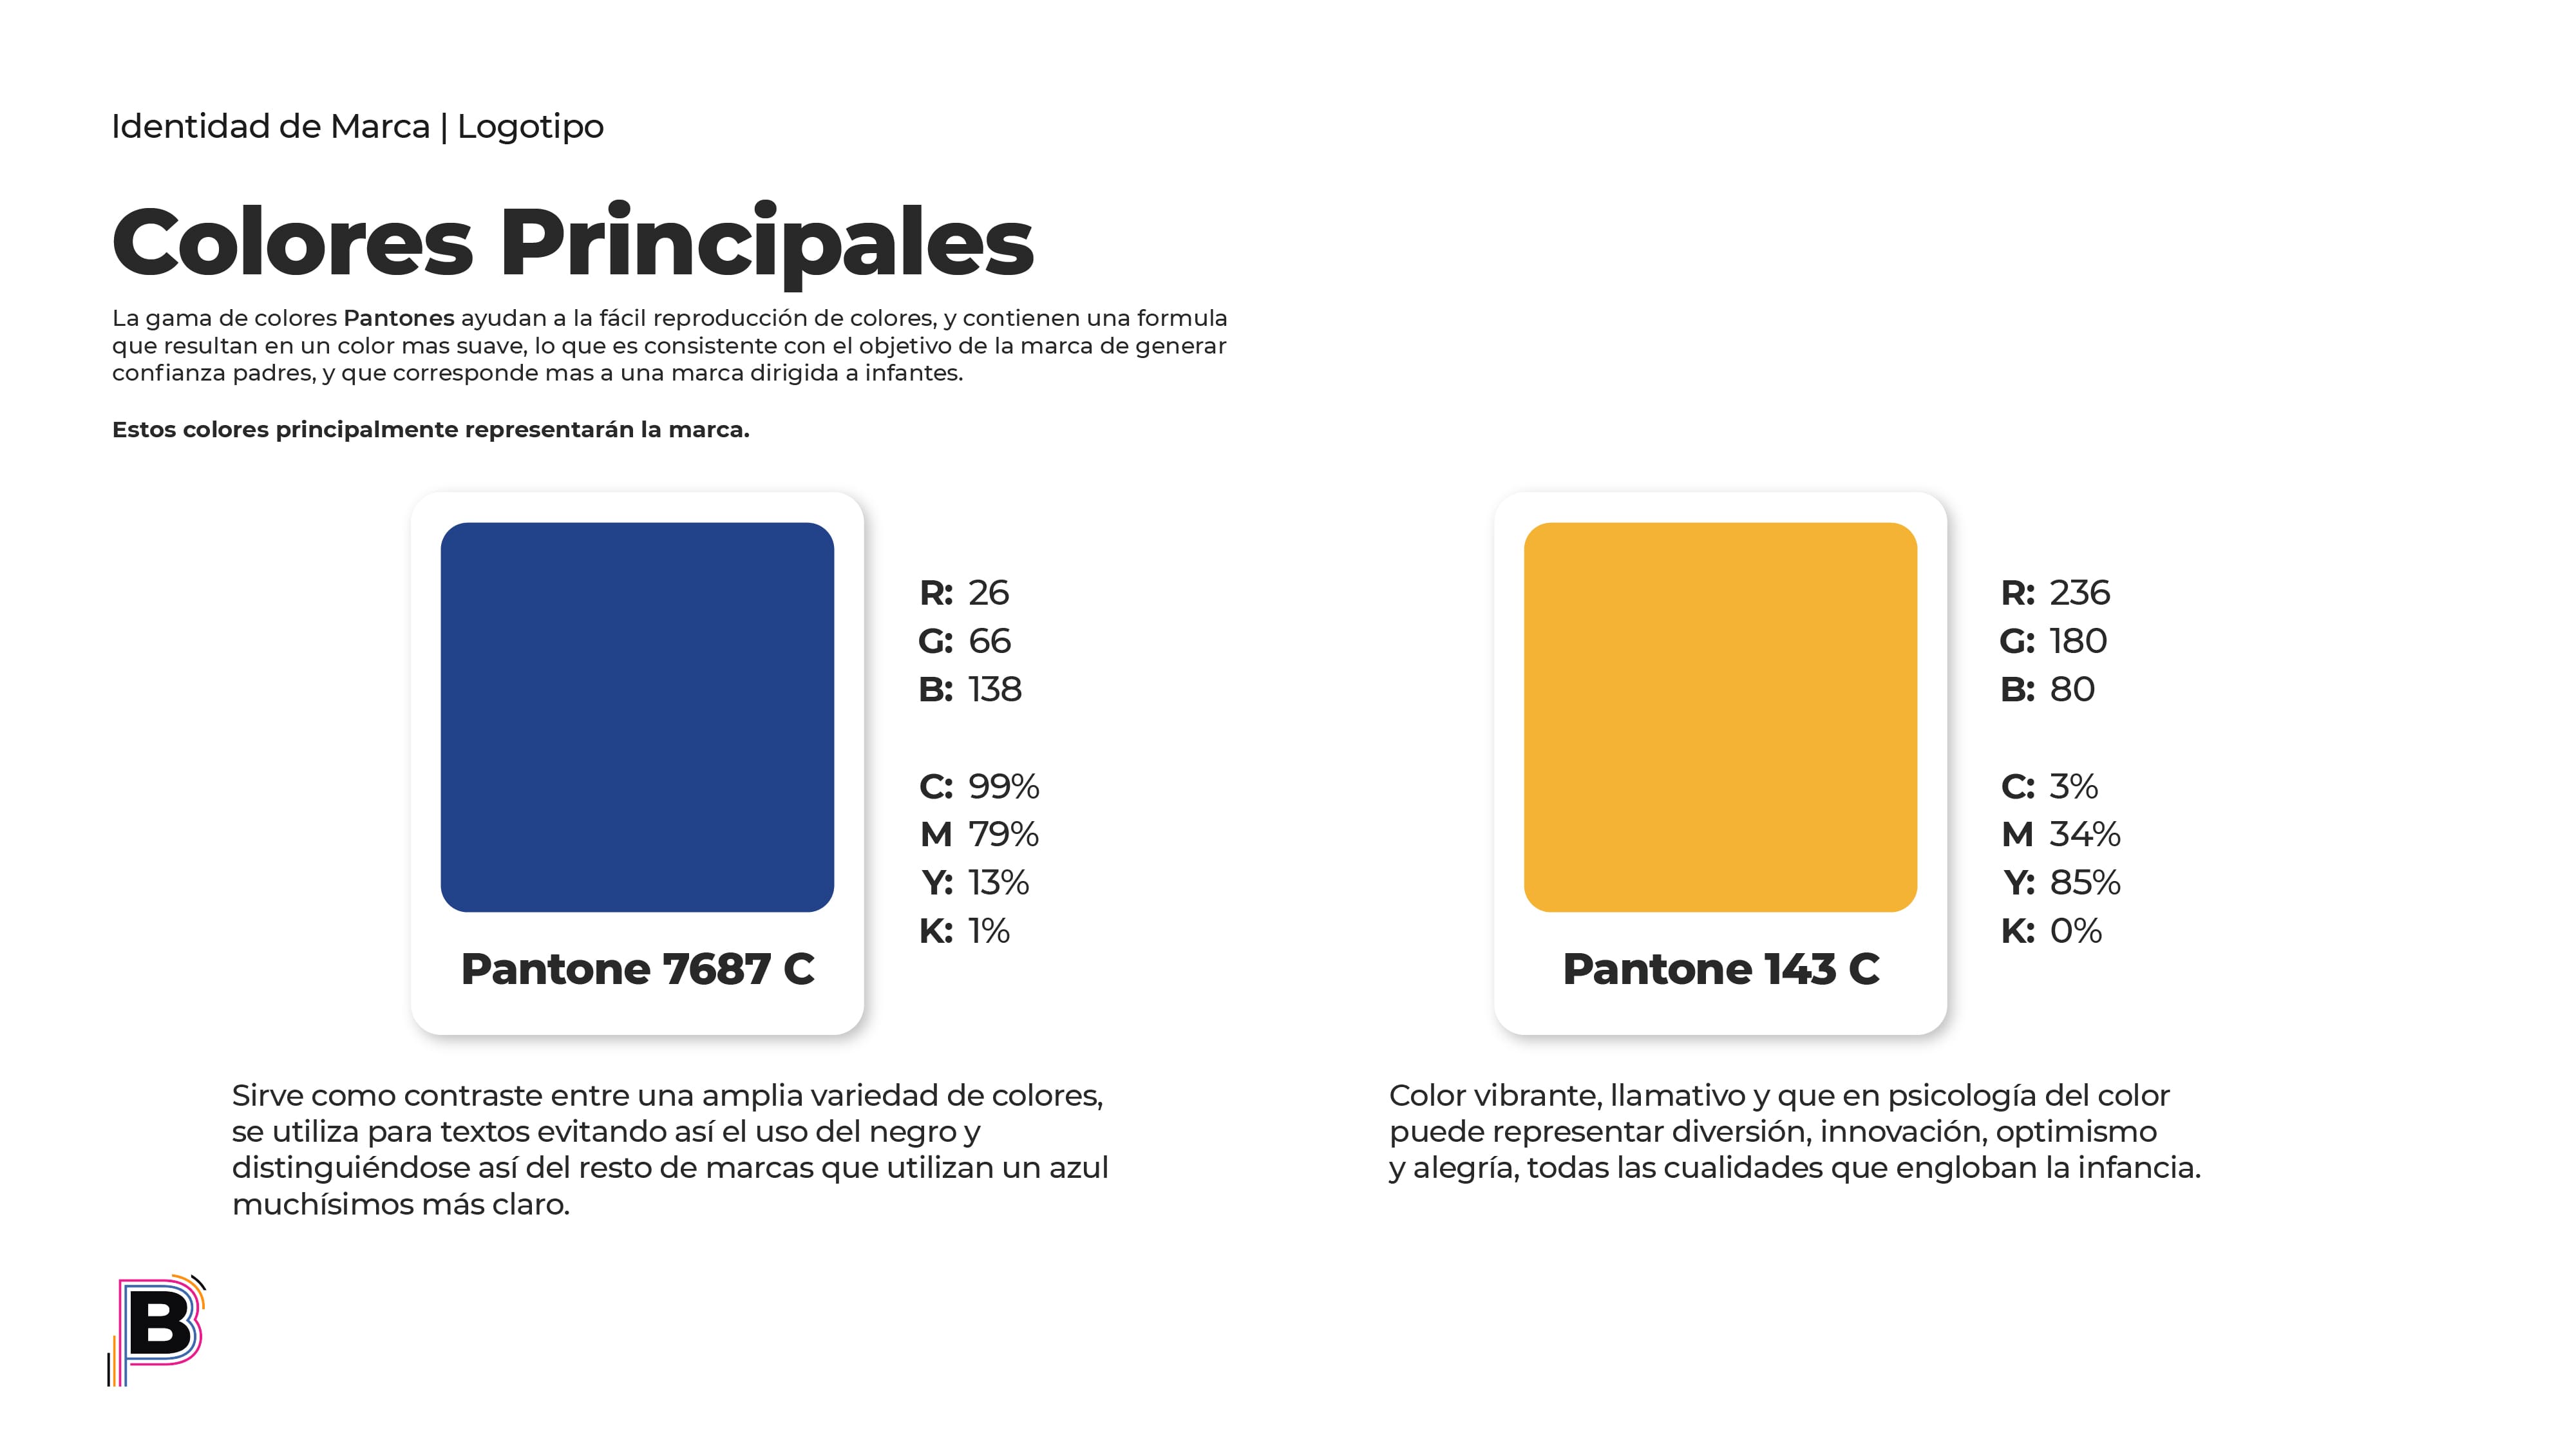 Identidad de Marca | Logotipo
Colores Principales
La gama de colores Pantones ayudan a la fácil reproducción de colores, y contienen una formula
que resultan en un color mas suave, lo que es consistente con el objetivo de la marca de generar
confianza padres, y que corresponde mas a una marca dirigida a infantes.
Estos colores principalmente representarán la marca.
R: 26
G: 66
B: 138
C: 99%
M 79%
Y: 13%
K: 1%
Pantone 7687 C
Sirve como contraste entre una amplia variedad de colores,
se utiliza para textos evitando así el uso del negro y
distinguiéndose así del resto de marcas que utilizan un azul
muchísimos más claro.
R: 236
G: 180
B: 80
C: 3%
M 34%
Y: 85%
K: 0%
Pantone 143 C
Color vibrante, llamativo y que en psicología del color
puede representar diversión, innovación, optimismo
y alegría, todas las cualidades que engloban la infancia.
B